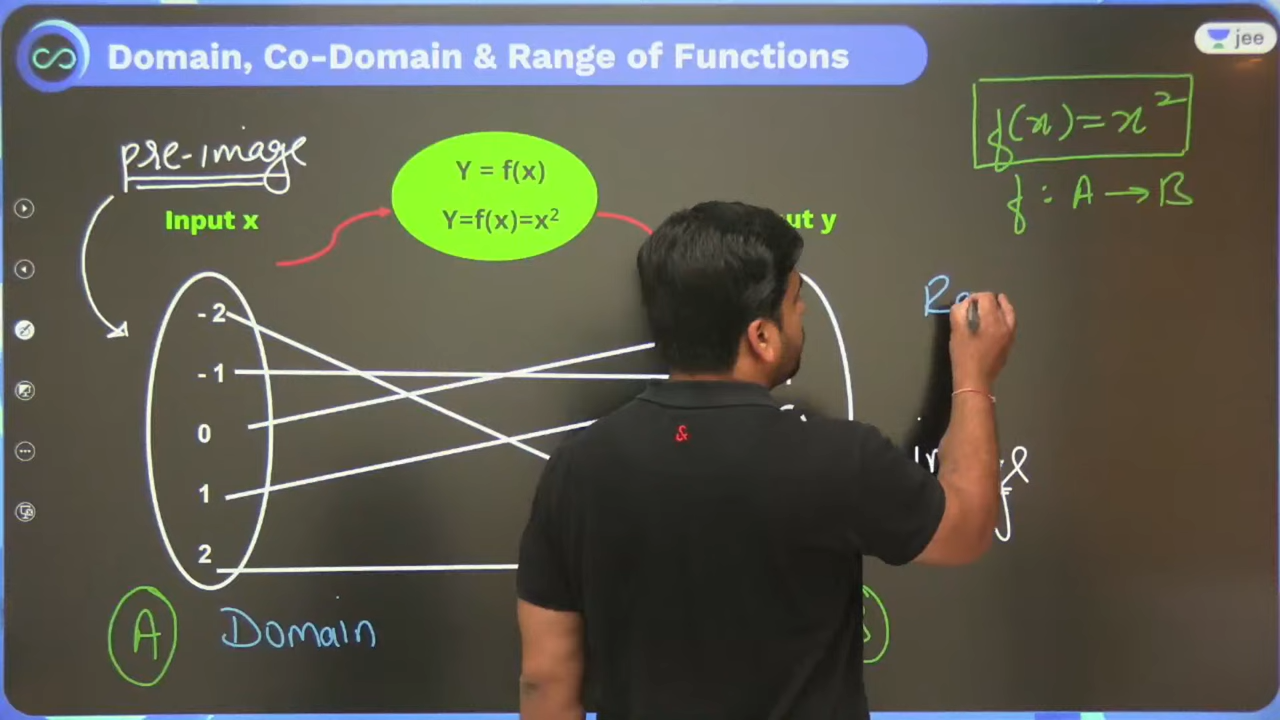 Domain, Co-Domain & Range of Functions
jee
f(x)=x²
f : A → B
pre-image
Input x
Y = f(x)
Y=f(x)=x²
ut y
- 2
- 1
0
1
2
A
Domain